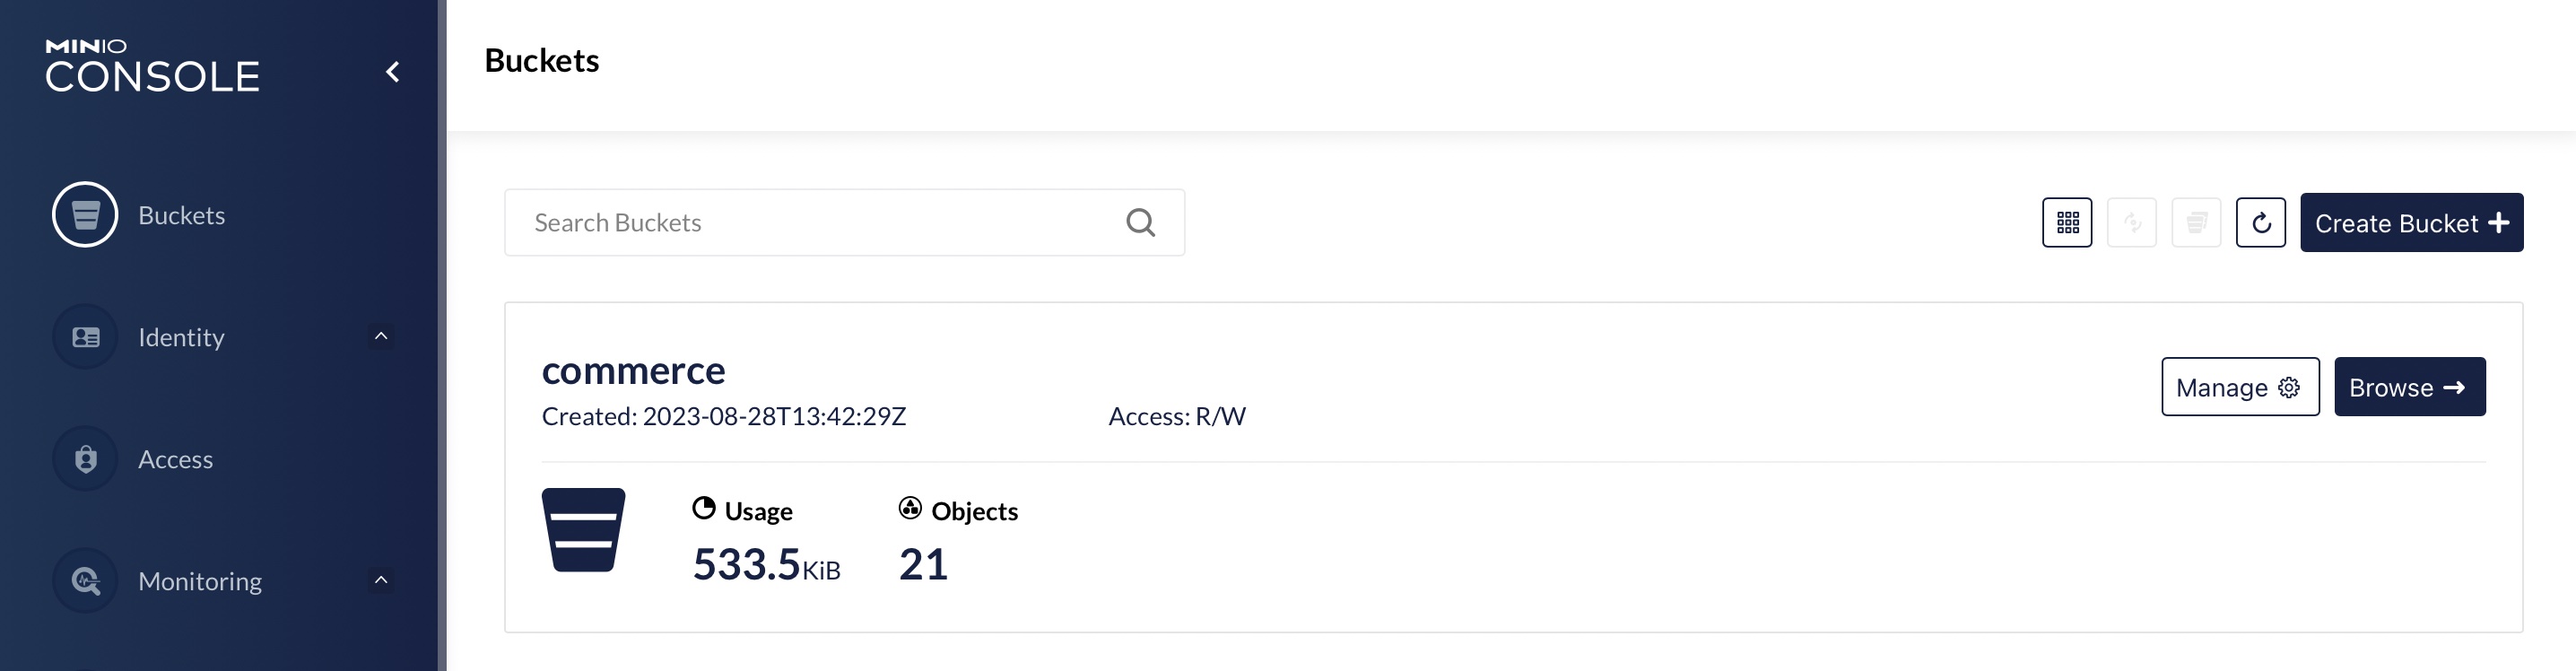 MINIO
CONSOLE
Buckets
Identity
Access
Monitoring
Buckets
Search Buckets
Create Bucket
commerce
Created: 2023-08-28T13:42:29Z Access: R/W
Manage
Browse
Usage
533.5KiB
Objects
21